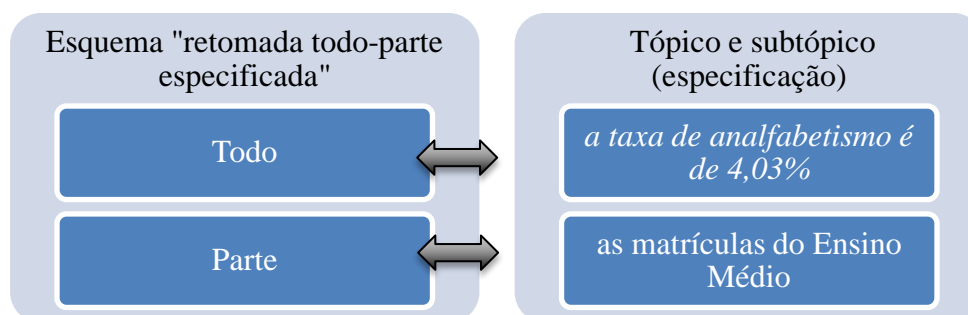 Esquema "retomada todo-parte
especificada"
Todo
Parte
Tópico e subtópico
(especificação)
a taxa de analfabetismo é
de 4,03%
as matrículas do Ensino
Médio